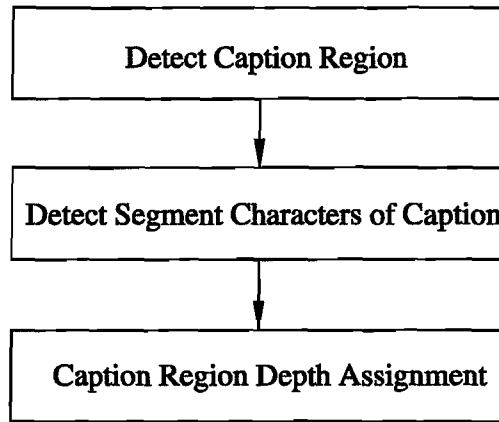 Detect Caption Region
Detect Segment Characters of Caption
Caption Region Depth Assignment